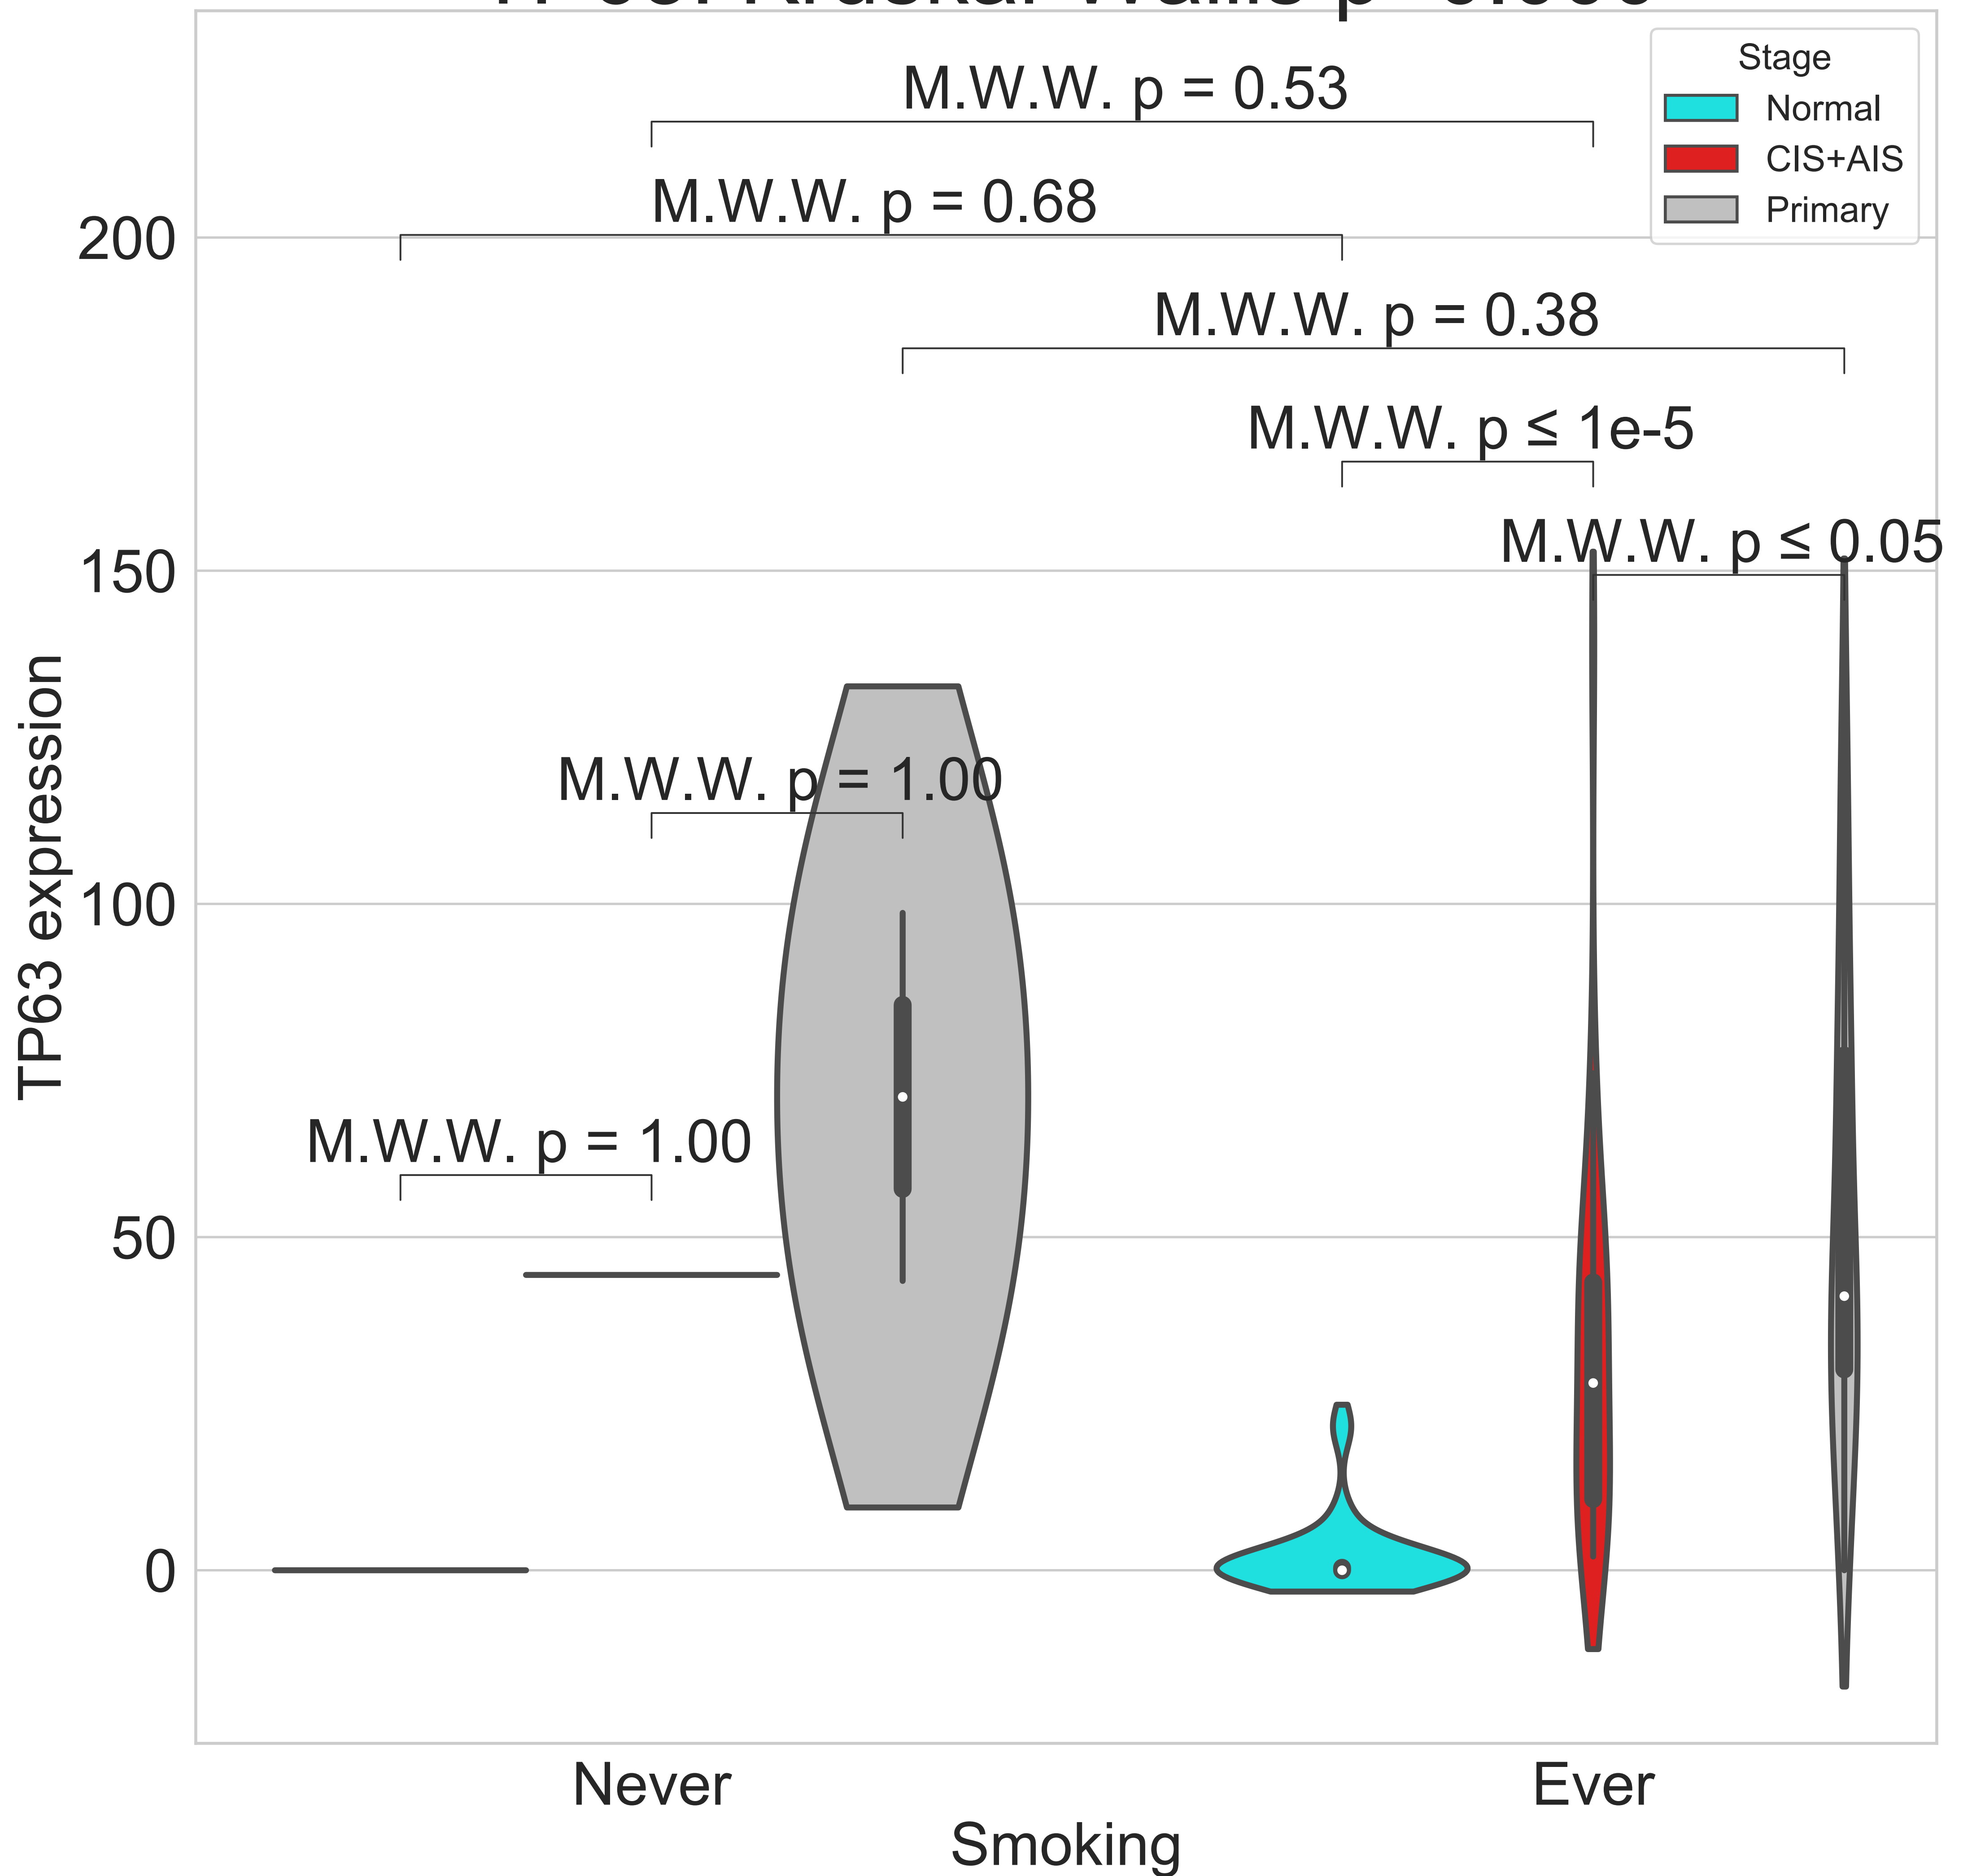 Stage
Normal
CIS+AIS
Primary
M.W.W. p = 0.53
M.W.W. p = 0.68
M.W.W. p = 0.38
M.W.W. p ≤ 1e-5
M.W.W. p ≤ 0.05
M.W.W. p = 1.00
M.W.W. p = 1.00
TP63 expression
200
150
100
50
0
Never
Ever
Smoking